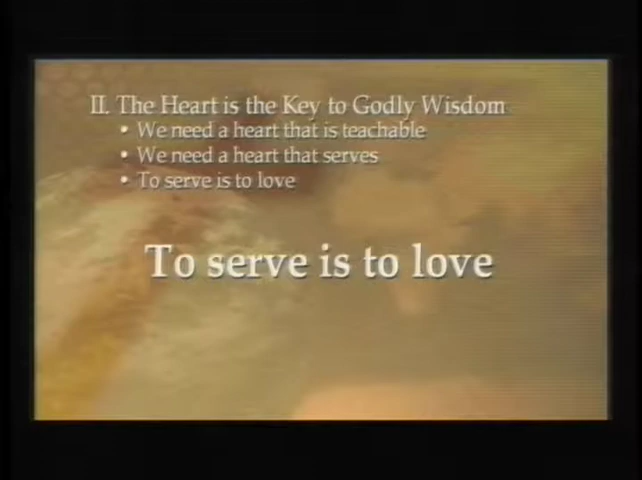 II. The Heart is the Key to Godly Wisdom
• We need a heart that is teachable
• We need a heart that serves
• To serve is to love
To serve is to love